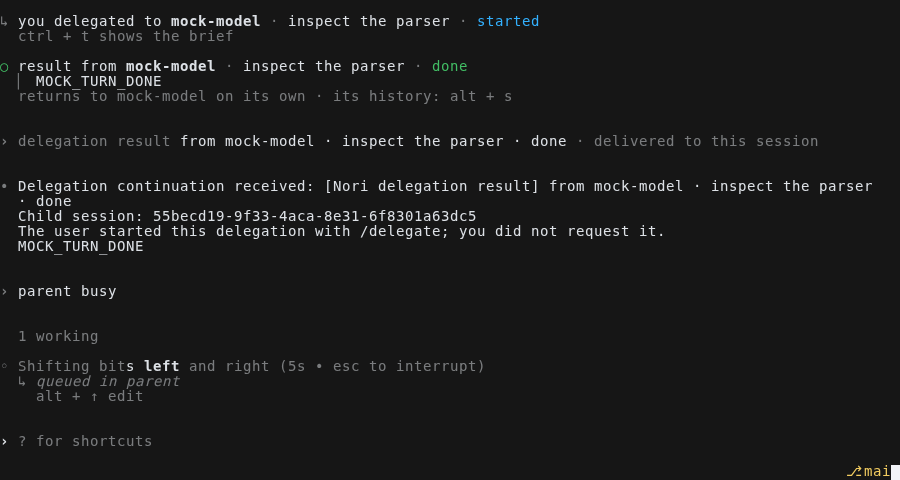 ↳ you delegated to mock-model · inspect the parser · started
ctrl + t shows the brief
○ result from mock-model · inspect the parser · done
│ MOCK_TURN_DONE
returns to mock-model on its own · its history: alt + s
› delegation result from mock-model · inspect the parser · done · delivered to this session
• Delegation continuation received: [Nori delegation result] from mock-model · inspect the parser
· done
Child session: 55becd19-9f33-4aca-8e31-6f8301a63dc5
The user started this delegation with /delegate; you did not request it.
MOCK_TURN_DONE
› parent busy
1 working
◦ Shifting bits left and right (5s • esc to interrupt)
↳ queued in parent
alt + ↑ edit
› ? for shortcuts
⎇ mai